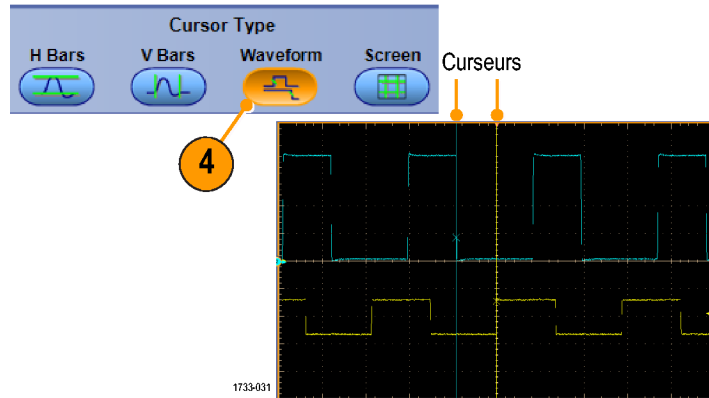 Cursor Type
H Bars V Bars Waveform Screen
Curseurs
4
1733-031